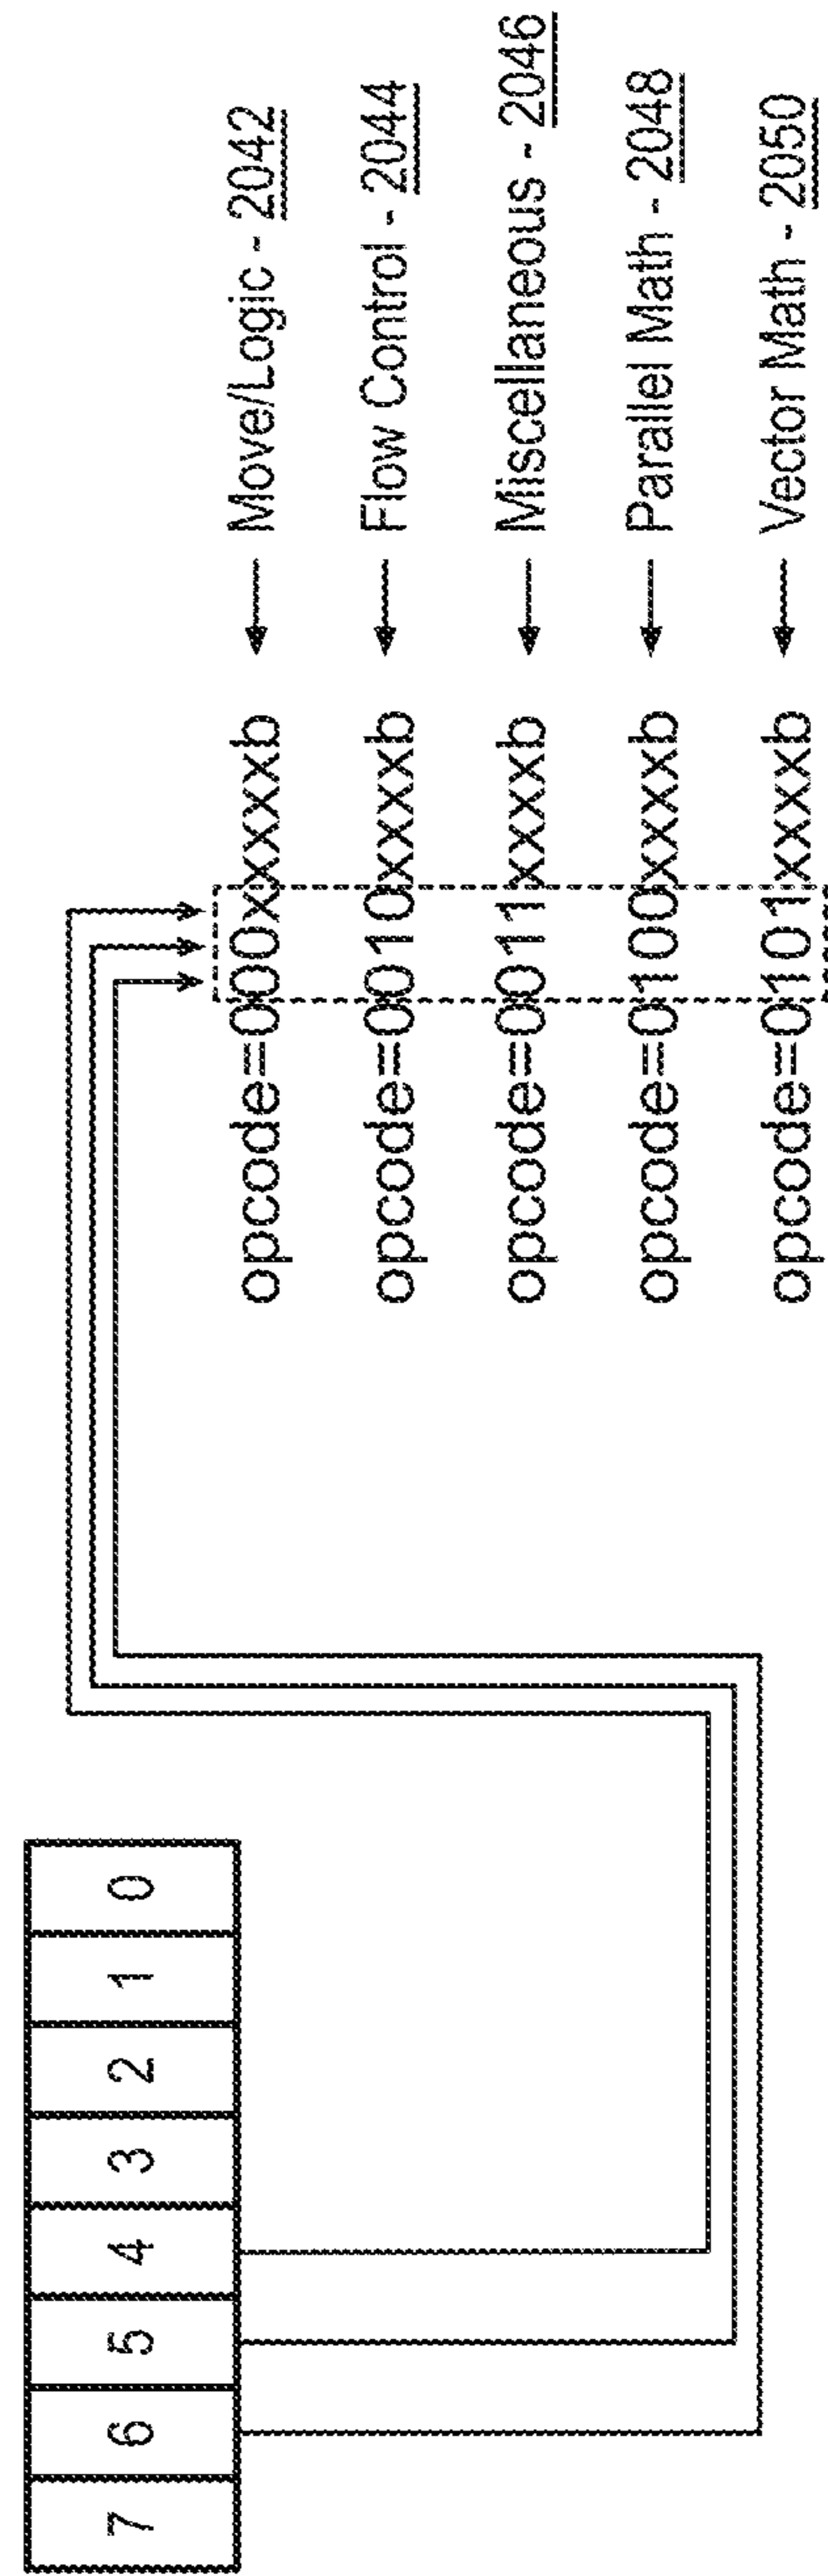 7 6 5 4 3 2 1 0
opcode=000xxxxxb ← Move/Logic - 2042
opcode=0010xxxxb ← Flow Control - 2044
opcode=0011xxxxb ← Miscellaneous - 2046
opcode=0100xxxxb ← Parallel Math - 2048
opcode=0101xxxxb ← Vector Math - 2050